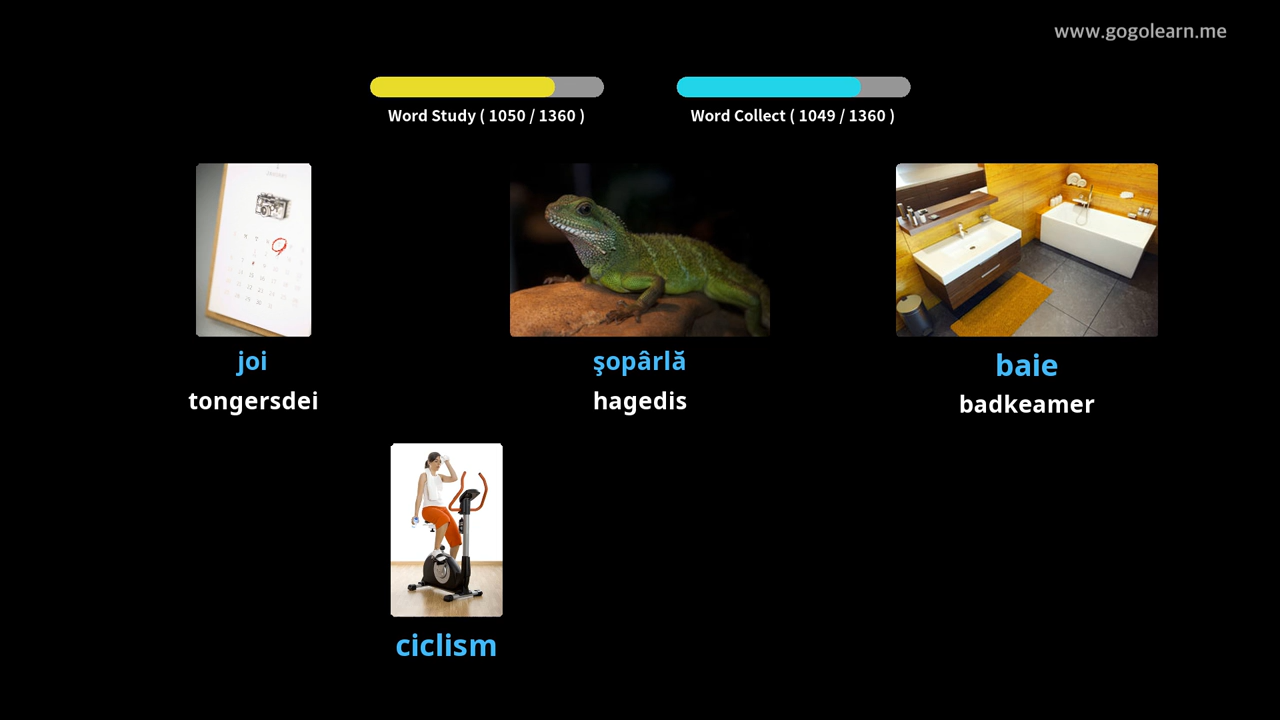 www.gogolearn.me
Word Study ( 1050 / 1360 )
Word Collect ( 1049 / 1360 )
joi
şopârlă
baie
tongersdei
hagedis
badkeamer
ciclism